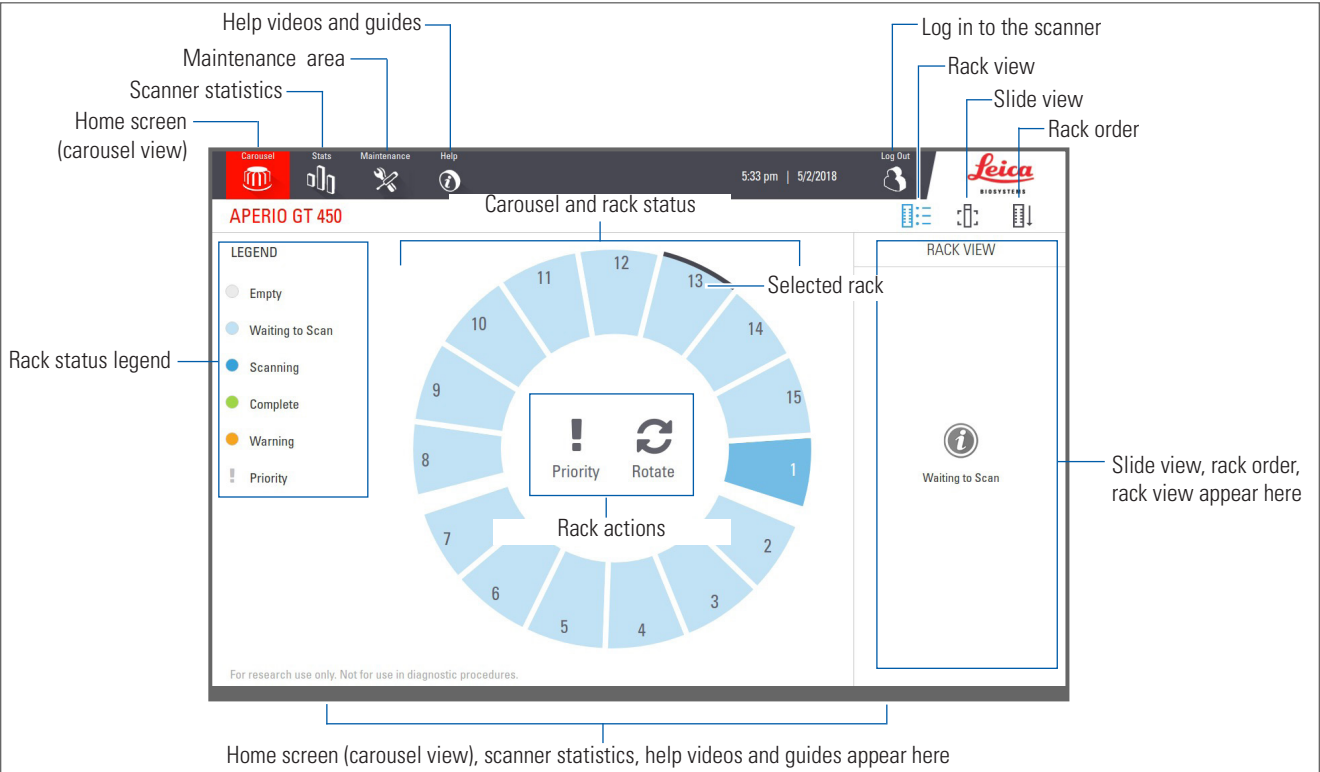 Help videos and guides
Log in to the scanner
Maintenance area
Rack view
Scanner statistics
Slide view
Home screen
(carousel view)
Rack order
Carousel
Stats
Maintenance
Help
5:33 pm | 5/2/2018
Log Out
Leica
BIOSYSTEMS
APERIO GT 450
Carousel and rack status
LEGEND
Empty
Waiting to Scan
Scanning
Complete
Warning
! Priority
Rack status legend
12
13
Selected rack
11
14
10
15
9
1
8
2
7
3
6
4
5
! Priority
Rotate
Rack actions
RACK VIEW
i
Waiting to Scan
Slide view, rack order,
rack view appear here
For research use only. Not for use in diagnostic procedures.
Home screen (carousel view), scanner statistics, help videos and guides appear here